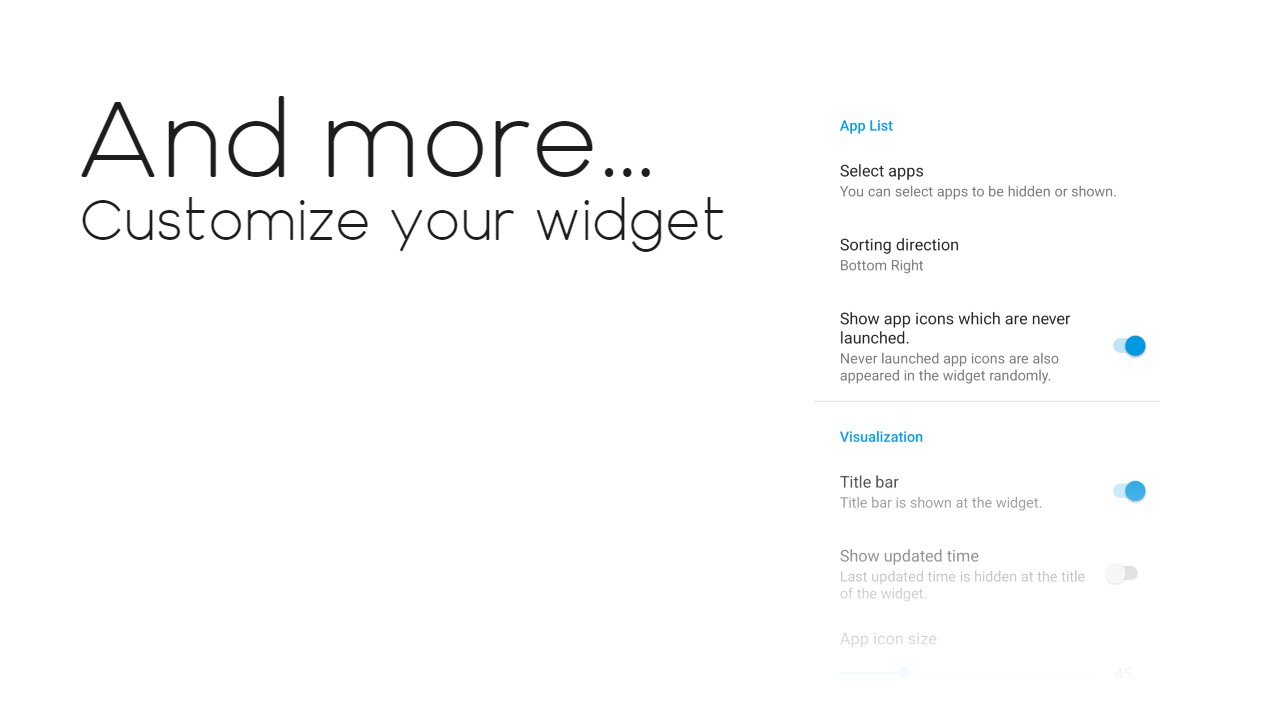 And more...
Customize your widget
App List
Select apps
You can select apps to be hidden or shown.
Sorting direction
Bottom Right
Show app icons which are never
launched.
Never launched app icons are also
appeared in the widget randomly.
Visualization
Title bar
Title bar is shown at the widget.
Show updated time
Last updated time is hidden at the title
of the widget.
App icon size
45